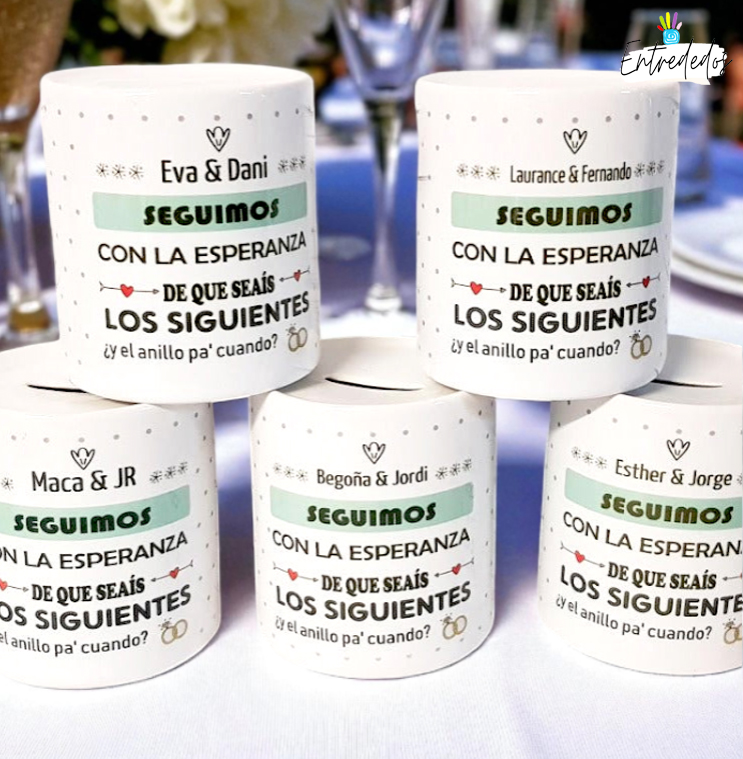 Entrededos
Eva & Dani
SEGUIMOS
CON LA ESPERANZA
DE QUE SEAÍS
LOS SIGUIENTES
¿y el anillo pa' cuando?
Laurance & Fernando
SEGUIMOS
CON LA ESPERANZA
DE QUE SEAÍS
LOS SIGUIENTES
¿y el anillo pa' cuando?
Maca & JR
SEGUIMOS
ON LA ESPERANZA
DE QUE SEAÍS
OS SIGUIENTES
el anillo pa' cuando?
Begoña & Jordi
SEGUIMOS
CON LA ESPERANZA
DE QUE SEAÍS
LOS SIGUIENTES
¿y el anillo pa' cuando?
Esther & Jorge
SEGUIMOS
CON LA ESPERAN
DE QUE SEAÍS
LOS SIGUIENTE
¿y el anillo pa' cuando?